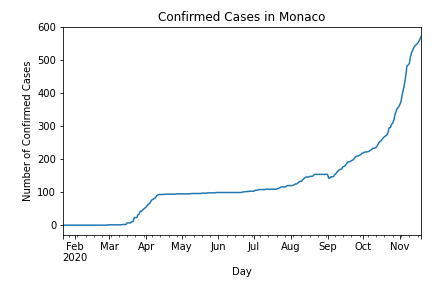 Confirmed Cases in Monaco
600
500
400
300
200
100
0
Number of Confirmed Cases
Feb Mar Apr May Jun Jul Aug Sep Oct Nov
2020
Day